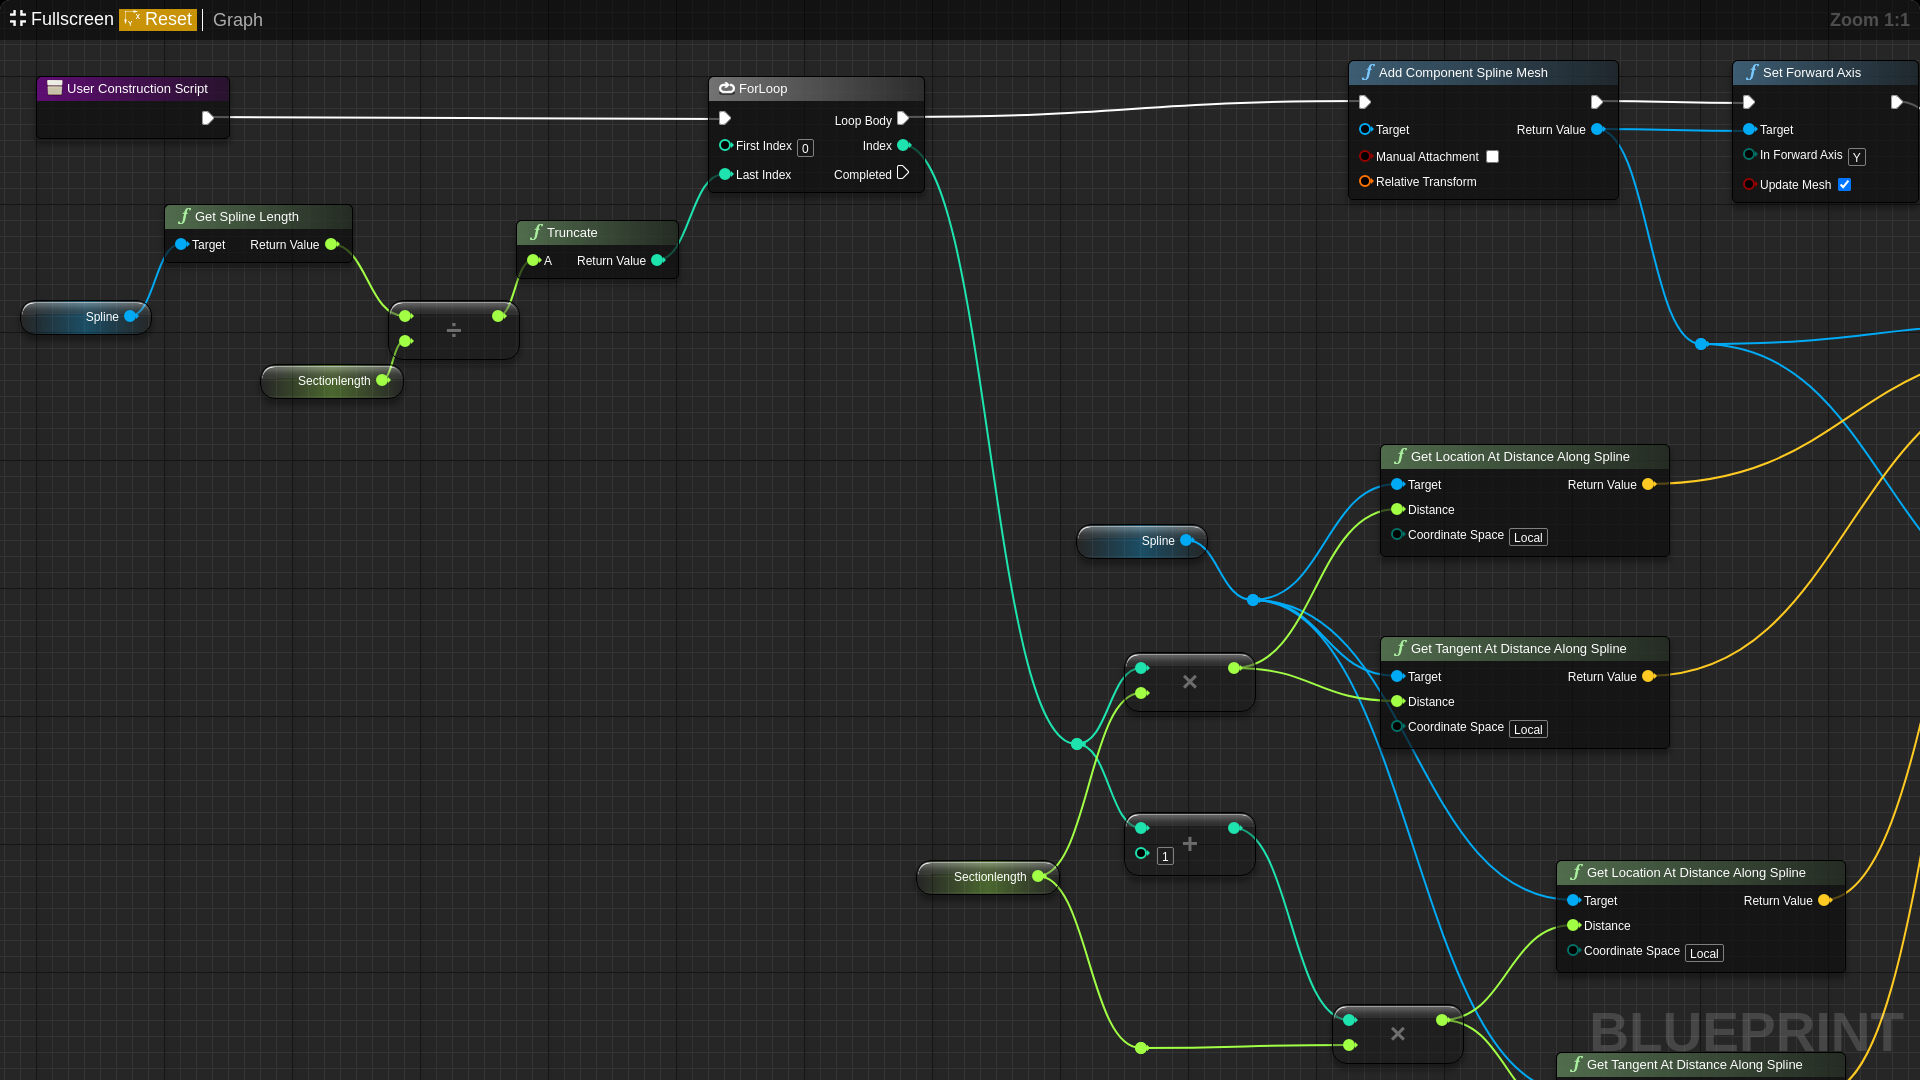 Fullscreen Reset Graph
Zoom 1:1
User Construction Script
ForLoop
Loop Body
First Index 0
Index
Last Index
Completed
Add Component Spline Mesh
Target
Return Value
Manual Attachment
Relative Transform
Set Forward Axis
Target
In Forward Axis Y
Update Mesh
Get Spline Length
Target
Return Value
Truncate
A
Return Value
Spline
÷
Sectionlength
Get Location At Distance Along Spline
Target
Return Value
Distance
Coordinate Space Local
Spline
Get Tangent At Distance Along Spline
Target
Return Value
Distance
Coordinate Space Local
×
+
1
Sectionlength
Get Location At Distance Along Spline
Target
Return Value
Distance
Coordinate Space Local
×
BLUEPRINT
Get Tangent At Distance Along Spline